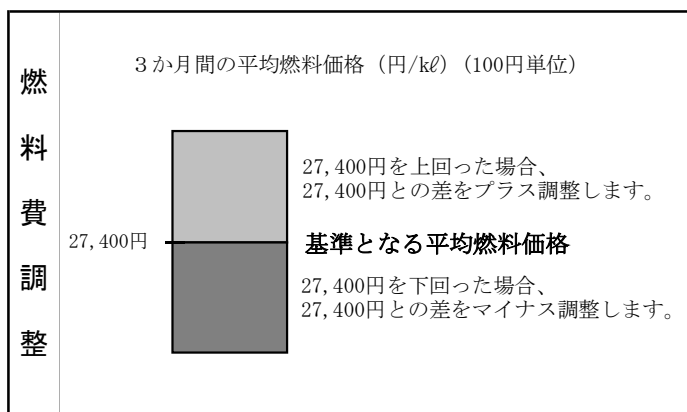 燃料費調整
3か月間の平均燃料価格（円/kℓ）（100円単位）
27,400円を上回った場合、
27,400円との差をプラス調整します。
27,400円
基準となる平均燃料価格
27,400円を下回った場合、
27,400円との差をマイナス調整します。